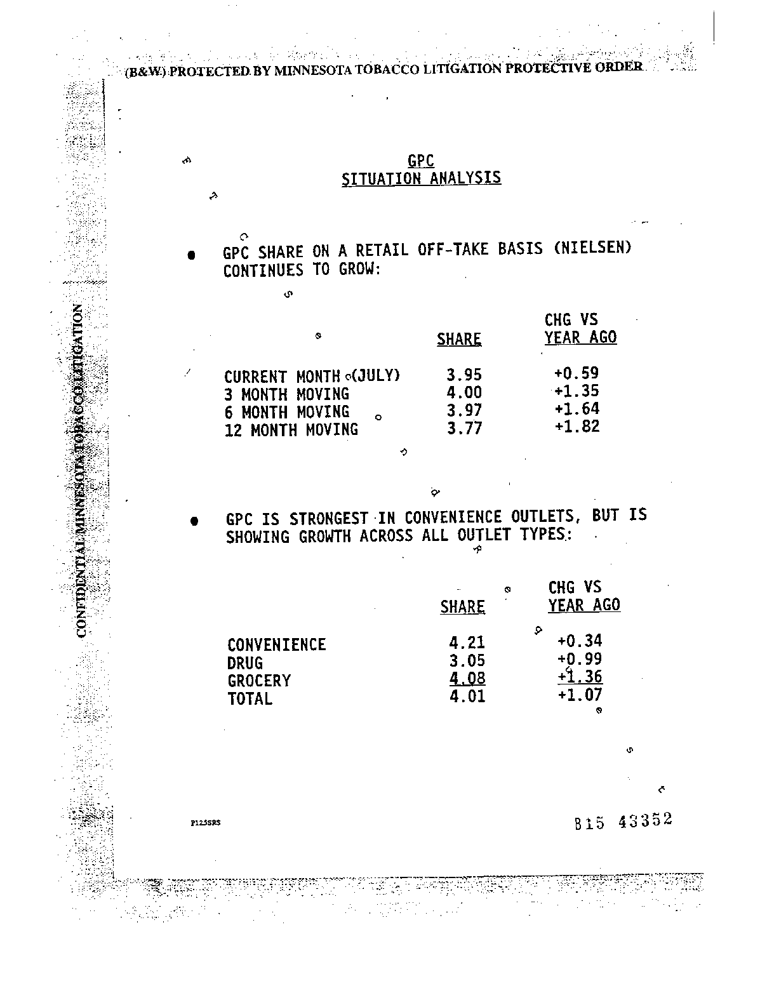 (B&W) PROTECTED BY MINNESOTA TOBACCO LITIGATION PROTECTIVE ORDER
GPC
SITUATION ANALYSIS
● GPC SHARE ON A RETAIL OFF-TAKE BASIS (NIELSEN)
CONTINUES TO GROW:
CHG VS
SHARE YEAR AGO
CURRENT MONTH (JULY) 3.95 +0.59
3 MONTH MOVING 4.00 +1.35
6 MONTH MOVING 3.97 +1.64
12 MONTH MOVING 3.77 +1.82
● GPC IS STRONGEST IN CONVENIENCE OUTLETS, BUT IS
SHOWING GROWTH ACROSS ALL OUTLET TYPES:
CHG VS
SHARE YEAR AGO
CONVENIENCE 4.21 +0.34
DRUG 3.05 +0.99
GROCERY 4.08 +1.36
TOTAL 4.01 +1.07
P125SRS
B15 43352
CONFIDENTIAL MINNESOTA TOBACCO LITIGATION